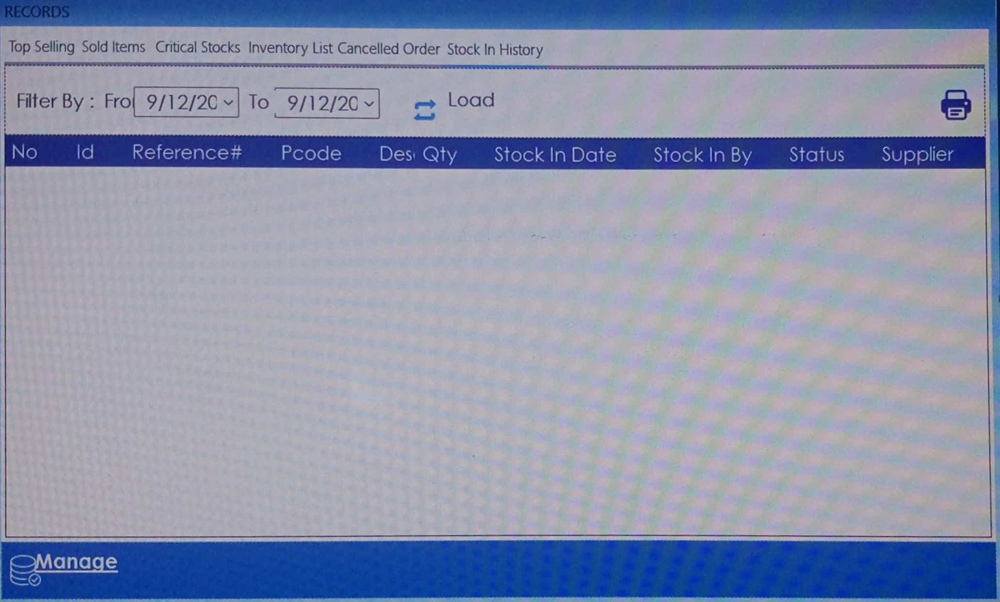 RECORDS
Top Selling Sold Items Critical Stocks Inventory List Cancelled Order Stock In History
Filter By : Fro 9/12/20 To 9/12/20 Load
No Id Reference# Pcode Des Qty Stock In Date Stock In By Status Supplier
Manage